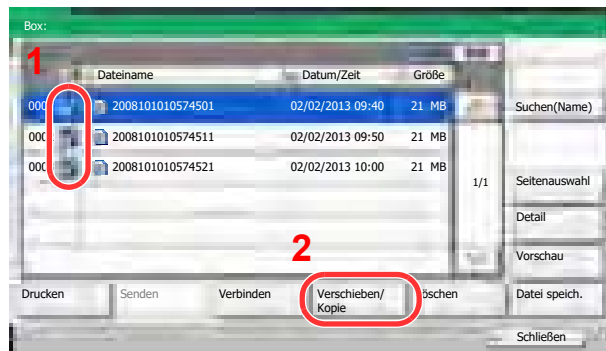 Box:
1
Dateiname Datum/Zeit Größe
000 2008101010574501 02/02/2013 09:40 21 MB Suchen(Name)
000 2008101010574511 02/02/2013 09:50 21 MB
000 2008101010574521 02/02/2013 10:00 21 MB
1/1 Seitenauswahl
Detail
2
Vorschau
Drucken Senden Verbinden Verschieben/
Kopie öschen Datei speich.
Schließen